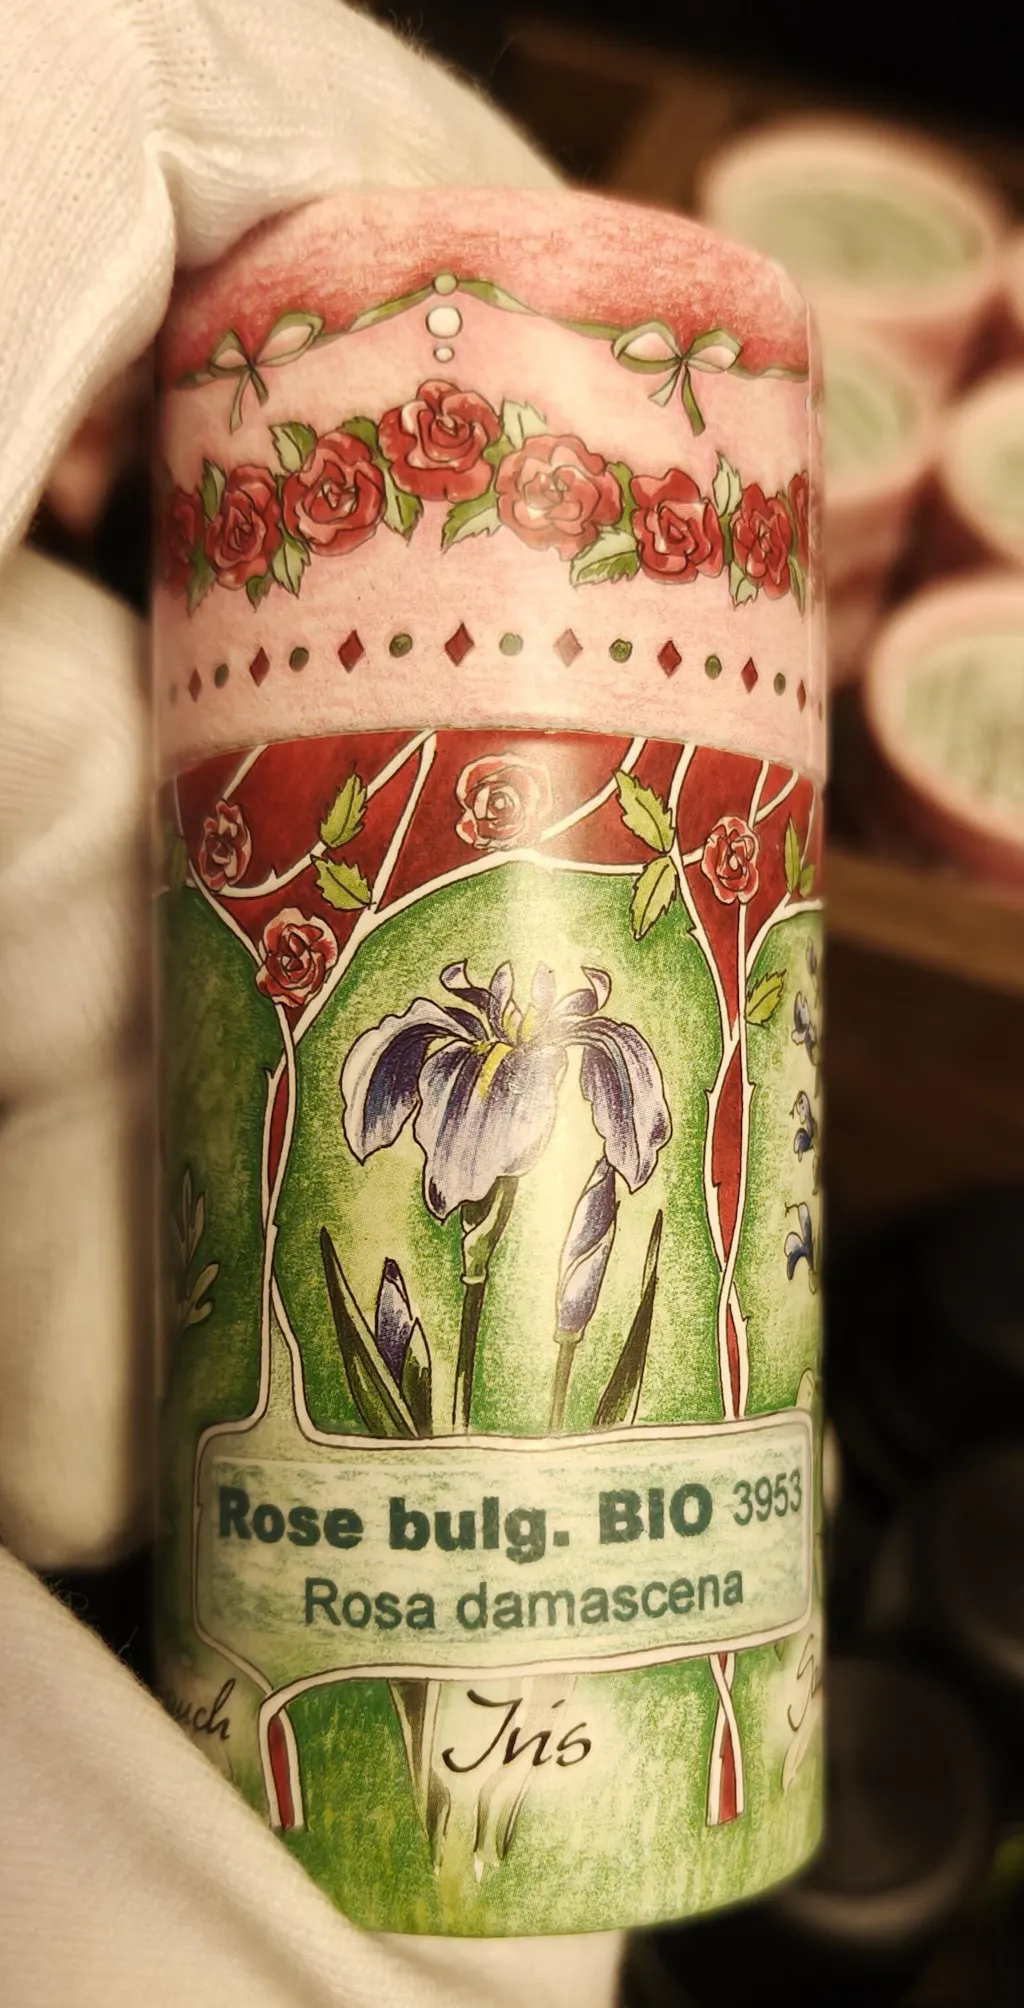 Rose bulg. BIO 3953
Rosa damascena
Iris